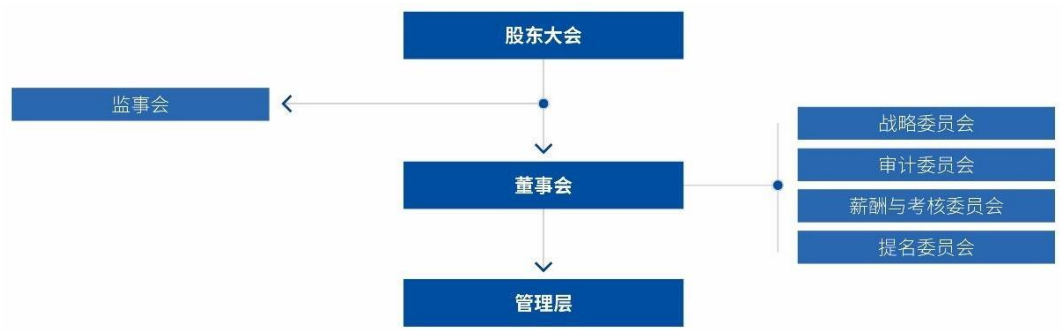 股东大会
监事会
战略委员会
审计委员会
董事会
薪酬与考核委员会
提名委员会
管理层